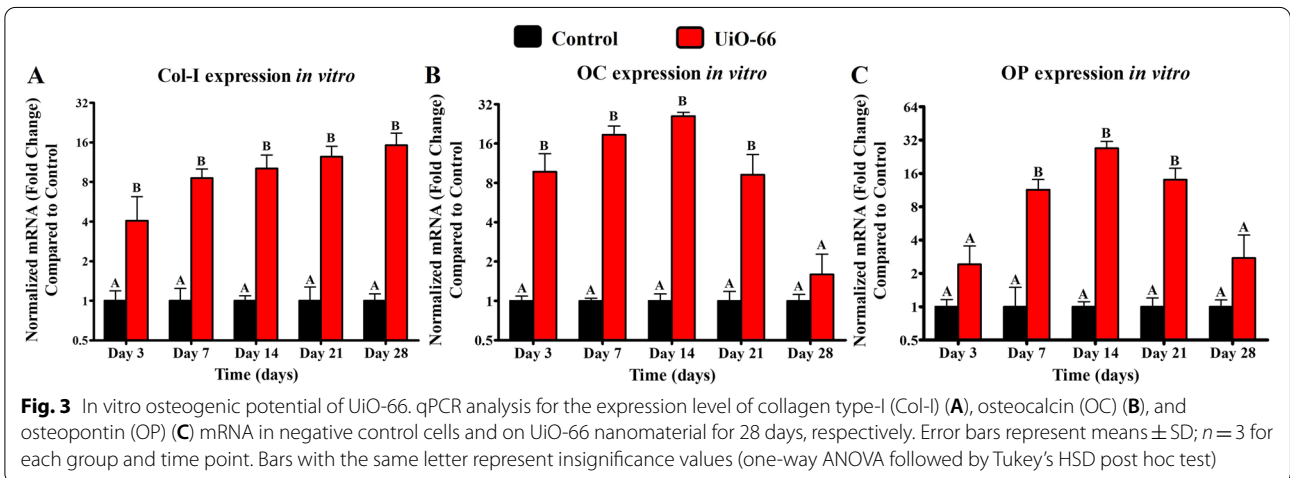 Control UiO-66
A
Col-I expression in vitro
Normalized mRNA (Fold Change)
Compared to Control
32
16
8
4
2
1
0.5
A B A B A B A B A B
Day 3 Day 7 Day 14 Day 21 Day 28
Time (days)
B
OC expression in vitro
Normalized mRNA (Fold Change)
Compared to Control
32
16
8
4
2
1
0.5
A B A B A B A B A A
Day 3 Day 7 Day 14 Day 21 Day 28
Time (days)
C
OP expression in vitro
Normalized mRNA (Fold Change)
Compared to Control
64
32
16
8
4
2
1
0.5
A A A B A B A B A A
Day 3 Day 7 Day 14 Day 21 Day 28
Time (days)
Fig. 3 In vitro osteogenic potential of UiO-66. qPCR analysis for the expression level of collagen type-I (Col-I) (A), osteocalcin (OC) (B), and
osteopontin (OP) (C) mRNA in negative control cells and on UiO-66 nanomaterial for 28 days, respectively. Error bars represent means ± SD; n = 3 for
each group and time point. Bars with the same letter represent insignificance values (one-way ANOVA followed by Tukey's HSD post hoc test)